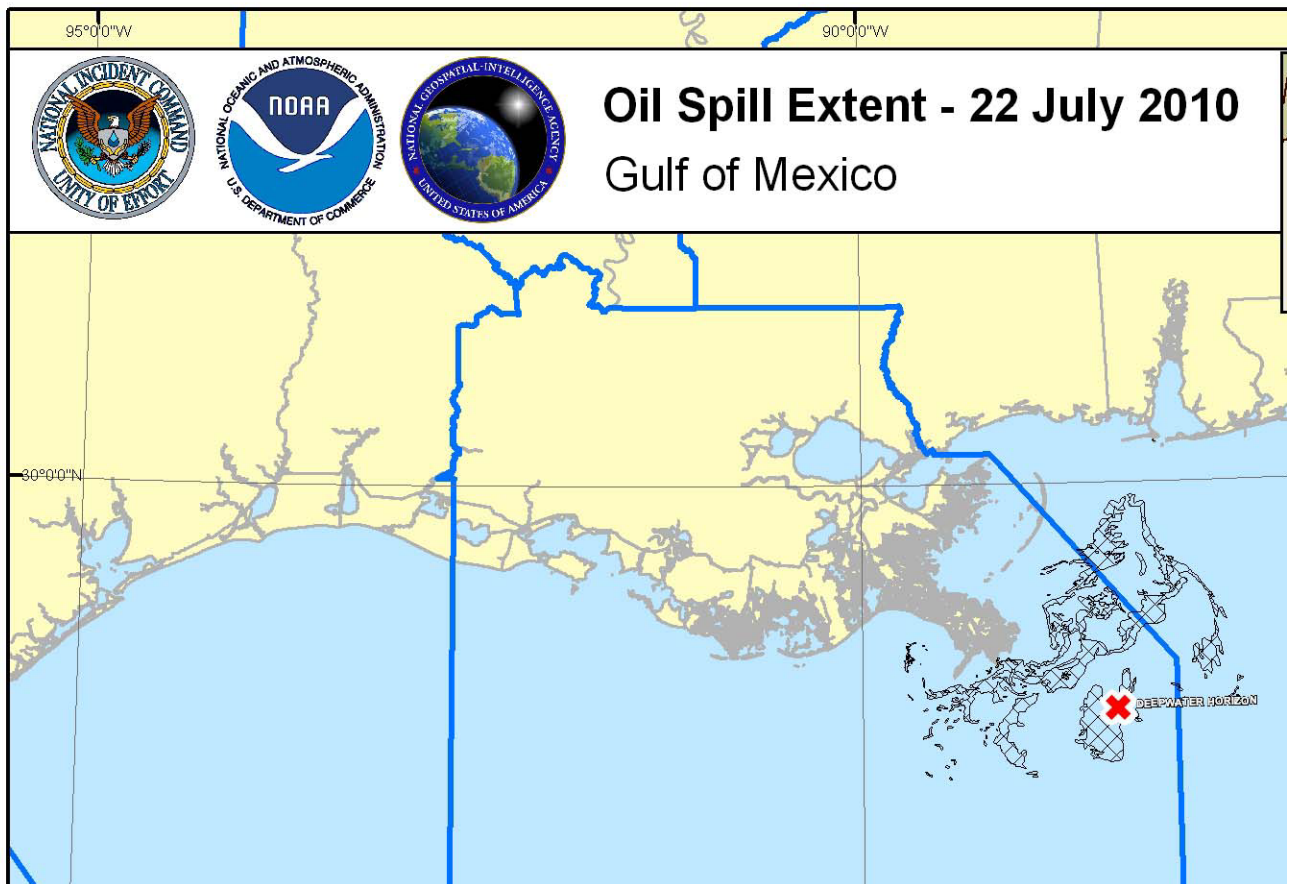 95°0'0"W
90°0'0"W
NATIONAL INCIDENT COMMAND
UNITY OF EFFORT
NATIONAL OCEANIC AND ATMOSPHERIC ADMINISTRATION
NOAA
U.S. DEPARTMENT OF COMMERCE
NATIONAL GEOSPATIAL-INTELLIGENCE AGENCY
UNITED STATES OF AMERICA
Oil Spill Extent - 22 July 2010
Gulf of Mexico
30°0'0"N
DEEPWATER HORIZON